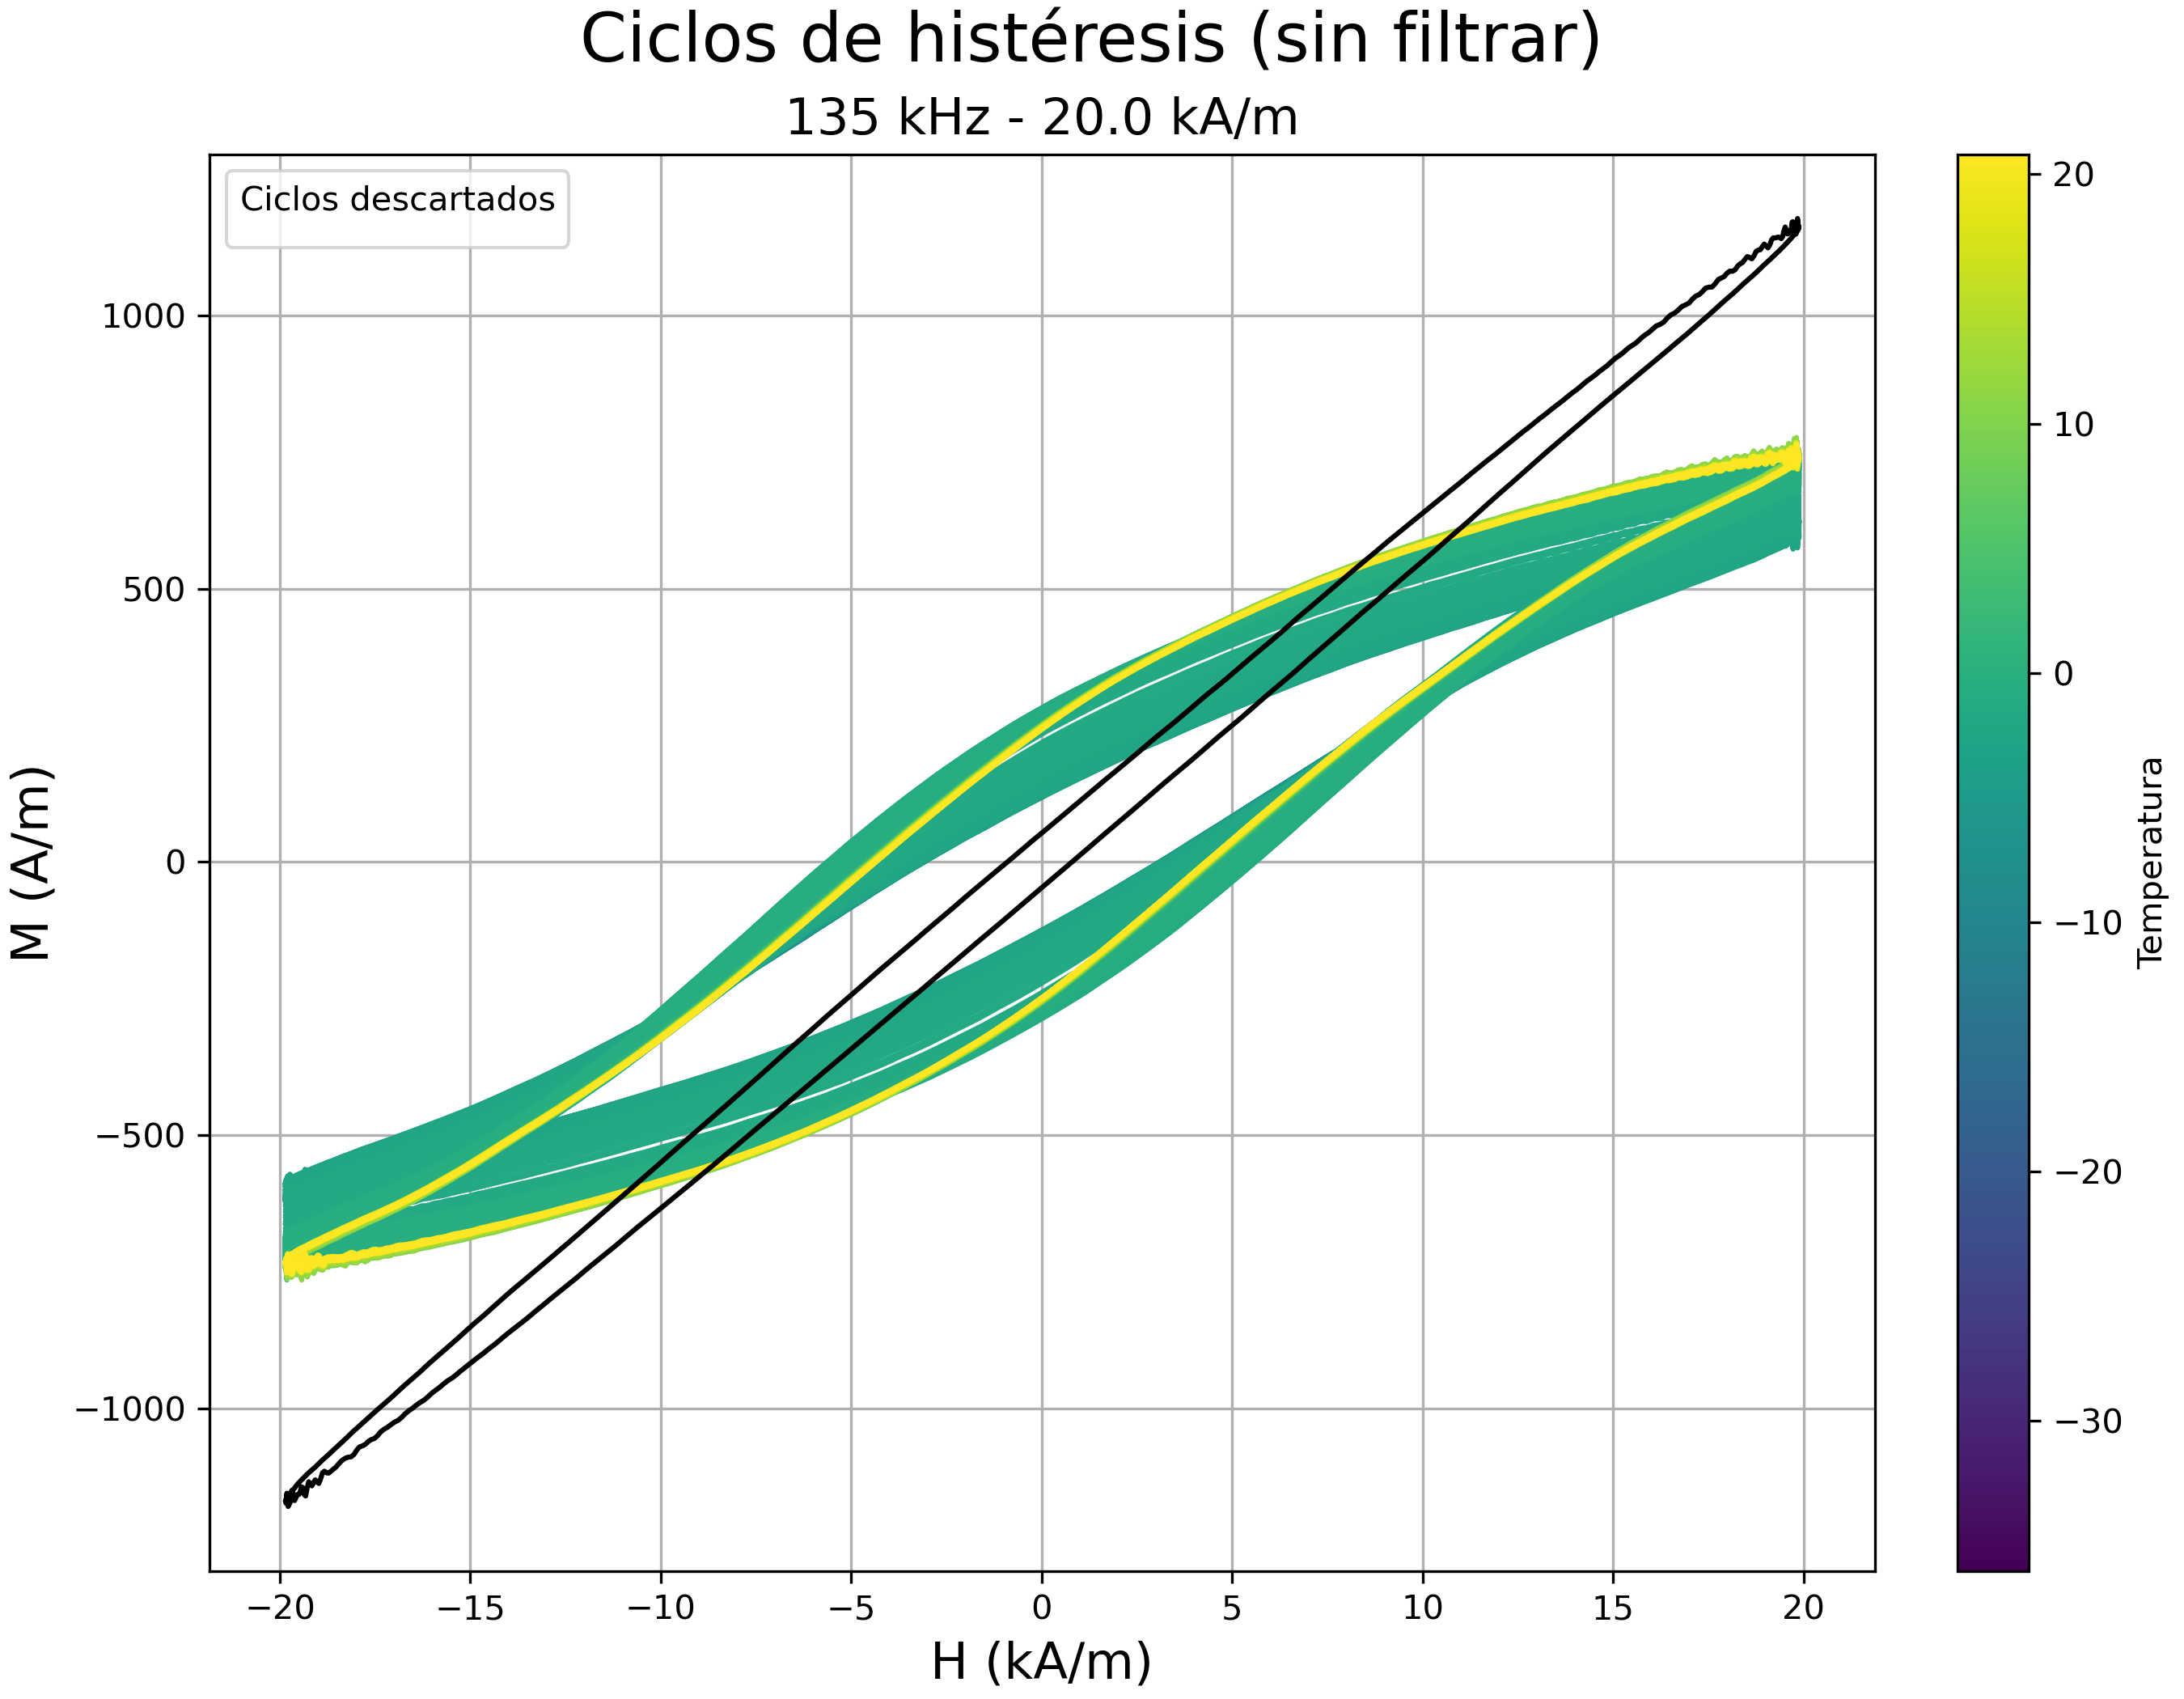 Ciclos de histéresis (sin filtrar)
135 kHz - 20.0 kA/m
Ciclos descartados
1000
500
0
−500
−1000
M (A/m)
−20 −15 −10 −5 0 5 10 15 20
H (kA/m)
20
10
0
−10
−20
−30
Temperatura